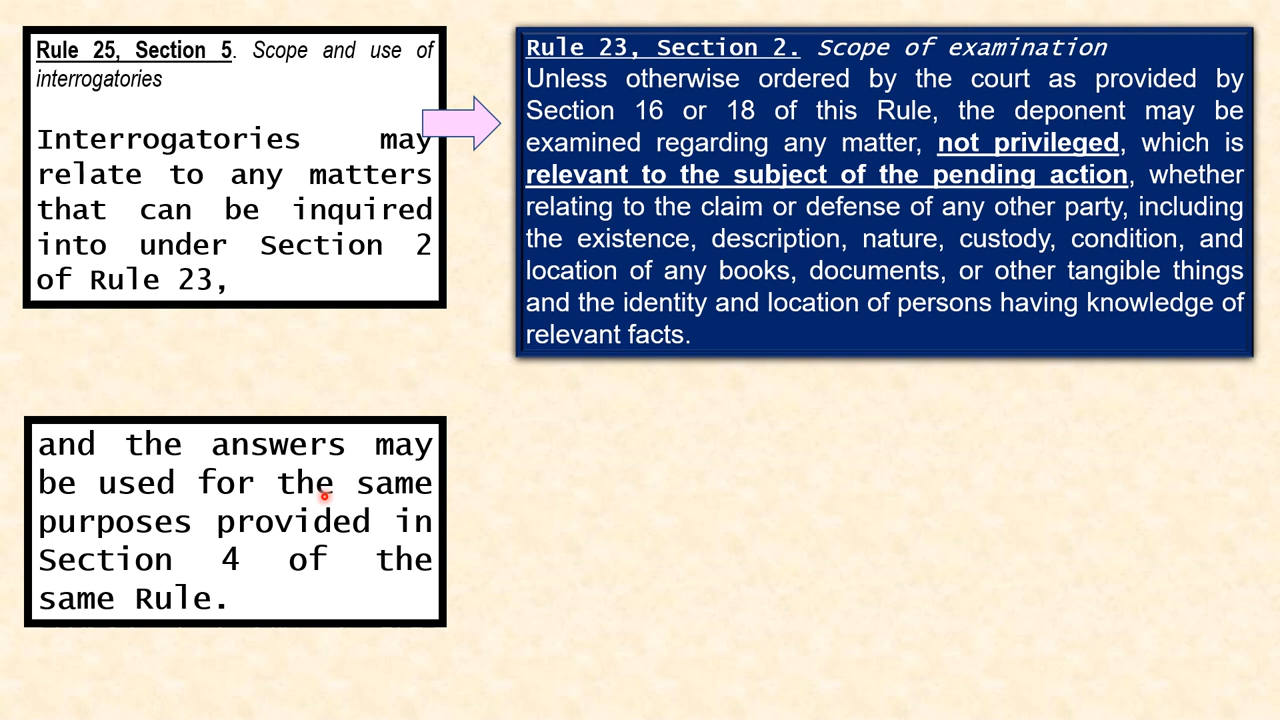 Rule 25, Section 5. Scope and use of
interrogatories
Interrogatories may
relate to any matters
that can be inquired
into under Section 2
of Rule 23,
and the answers may
be used for the same
purposes provided in
Section 4 of the
same Rule.
Rule 23, Section 2. Scope of examination
Unless otherwise ordered by the court as provided by
Section 16 or 18 of this Rule, the deponent may be
examined regarding any matter, not privileged, which is
relevant to the subject of the pending action, whether
relating to the claim or defense of any other party, including
the existence, description, nature, custody, condition, and
location of any books, documents, or other tangible things
and the identity and location of persons having knowledge of
relevant facts.